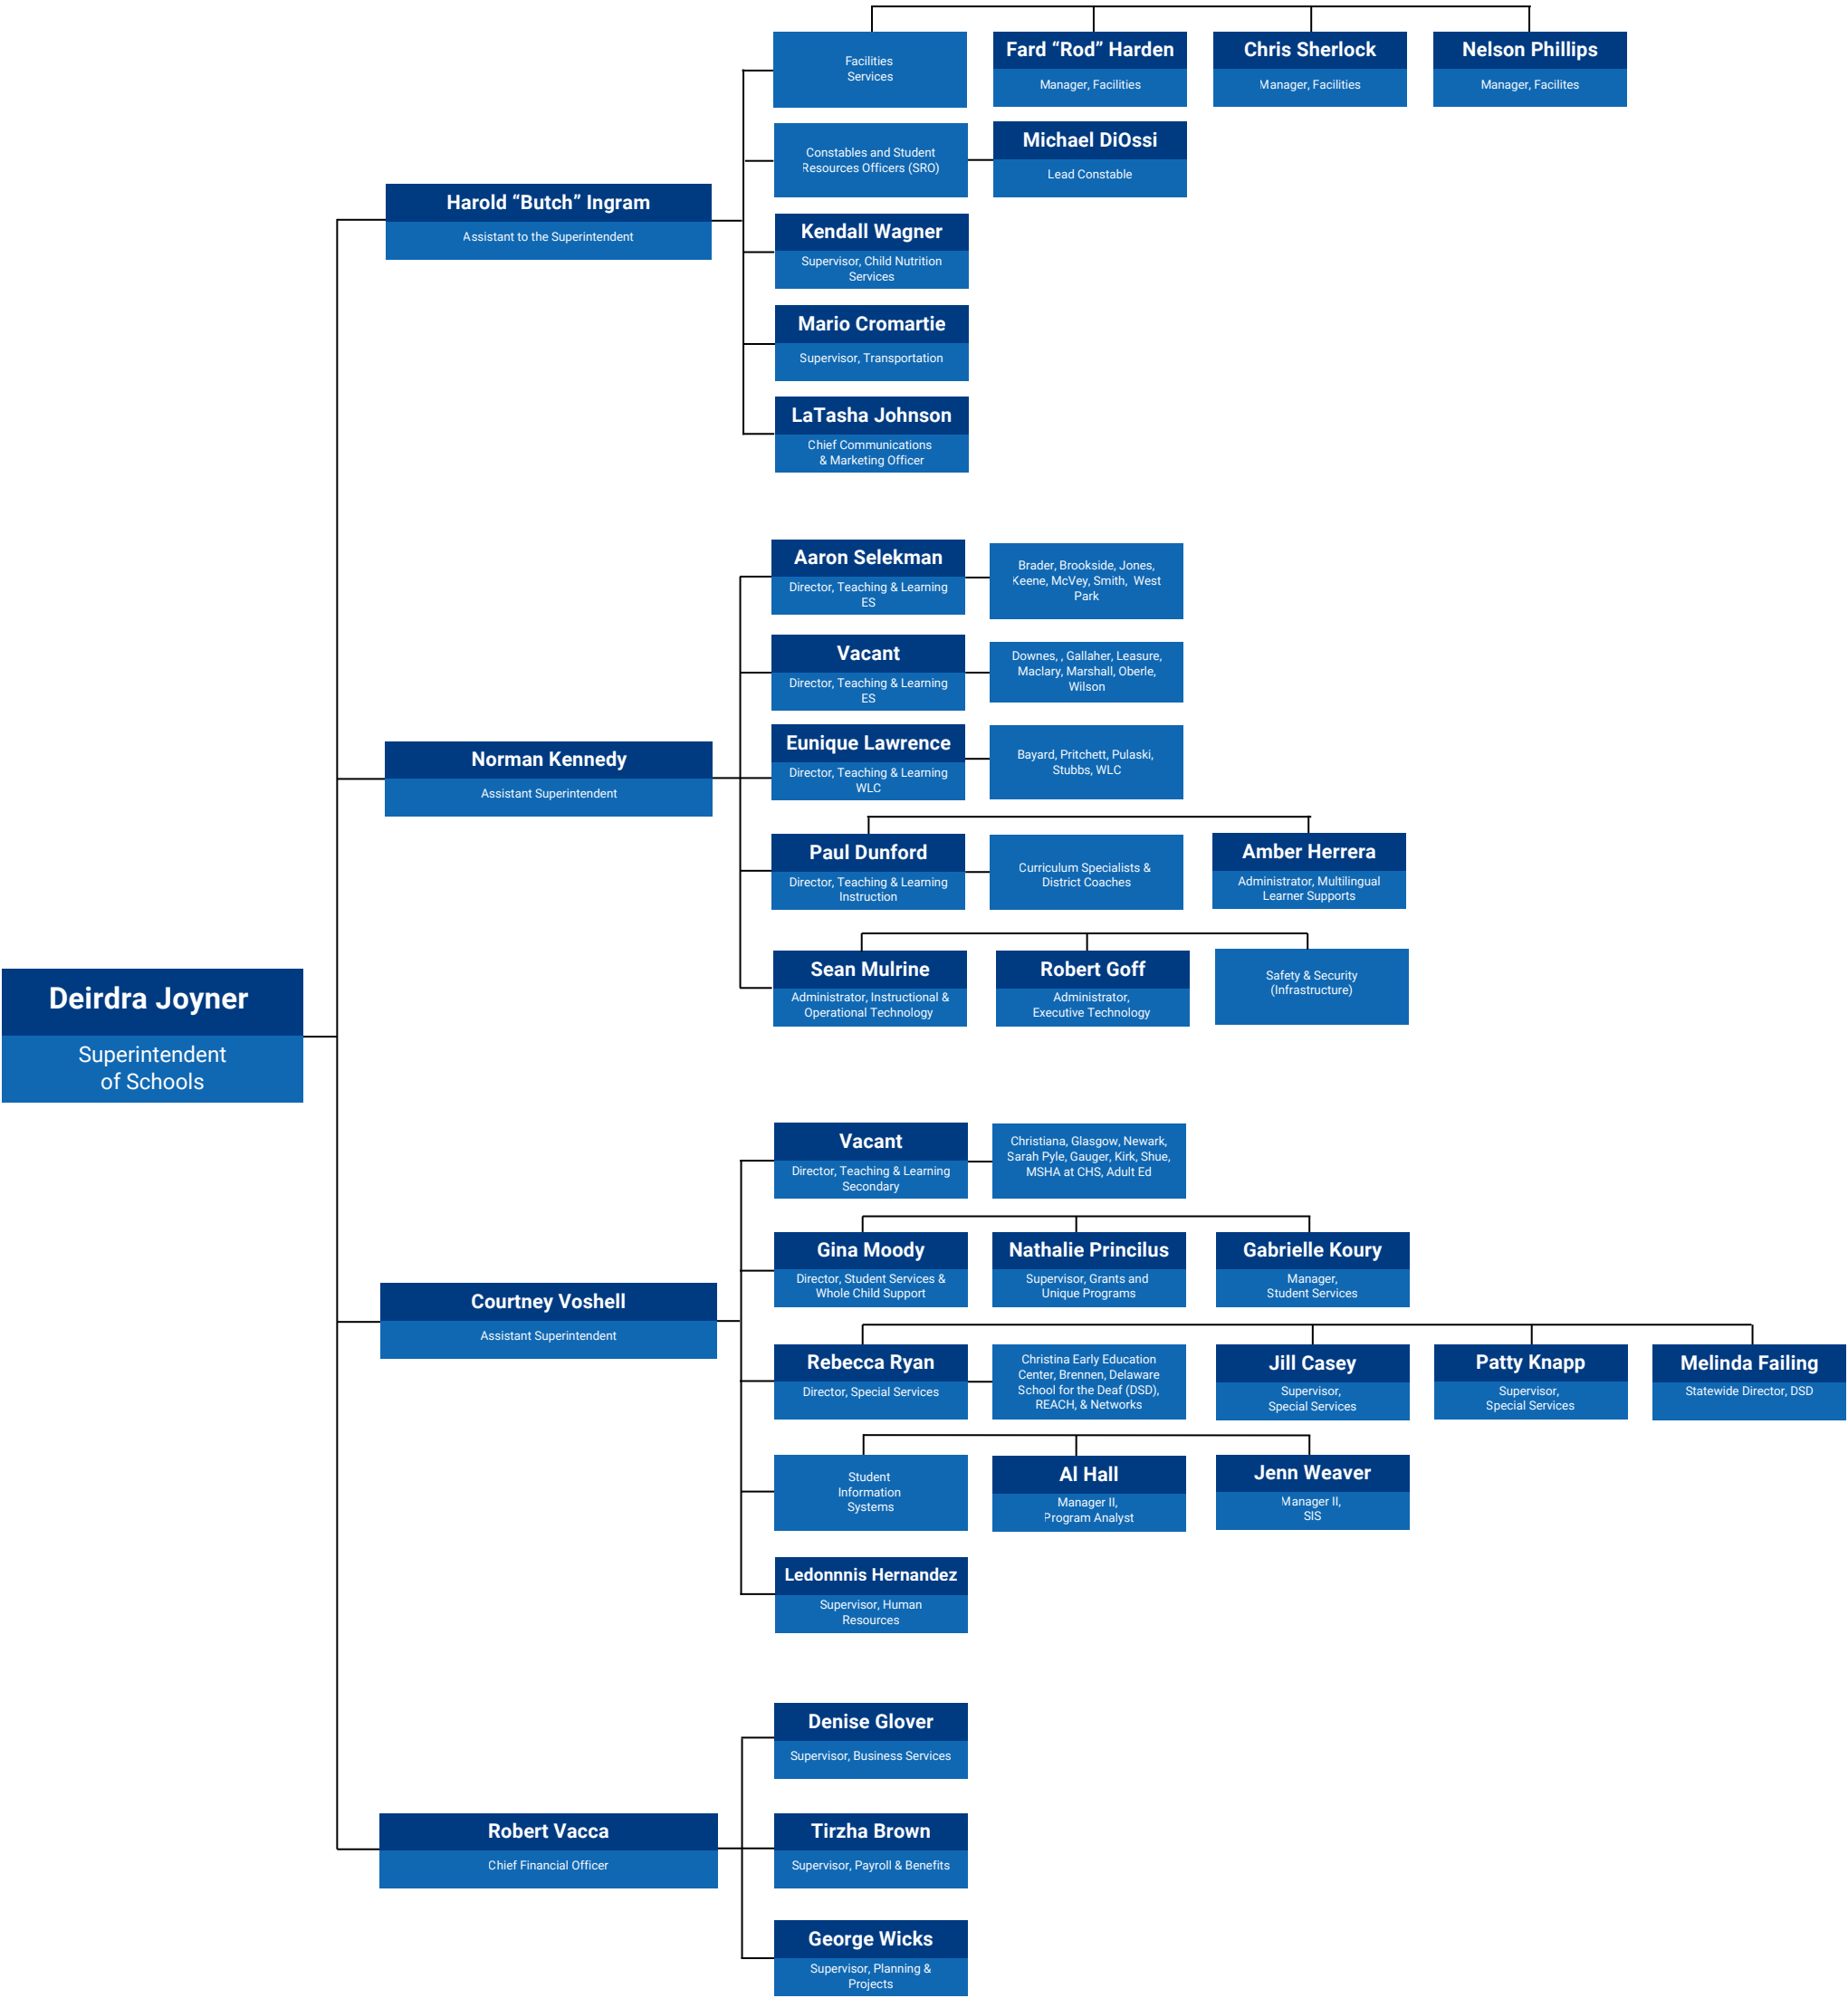 Facilities
Services
Fard “Rod” Harden
Manager, Facilities
Chris Sherlock
Manager, Facilities
Nelson Phillips
Manager, Facilites
Constables and Student
Resources Officers (SRO)
Michael DiOssi
Lead Constable
Harold “Butch” Ingram
Assistant to the Superintendent
Kendall Wagner
Supervisor, Child Nutrition
Services
Mario Cromartie
Supervisor, Transportation
LaTasha Johnson
Chief Communications
& Marketing Officer
Aaron Selekman
Director, Teaching & Learning
ES
Brader, Brookside, Jones,
Keene, McVey, Smith, West
Park
Vacant
Director, Teaching & Learning
ES
Downes, , Gallaher, Leasure,
Maclary, Marshall, Oberle,
Wilson
Eunique Lawrence
Director, Teaching & Learning
WLC
Bayard, Pritchett, Pulaski,
Stubbs, WLC
Norman Kennedy
Assistant Superintendent
Paul Dunford
Director, Teaching & Learning
Instruction
Curriculum Specialists &
District Coaches
Amber Herrera
Administrator, Multilingual
Learner Supports
Sean Mulrine
Administrator, Instructional &
Operational Technology
Robert Goff
Administrator,
Executive Technology
Safety & Security
(Infrastructure)
Deirdra Joyner
Superintendent
of Schools
Vacant
Director, Teaching & Learning
Secondary
Christiana, Glasgow, Newark,
Sarah Pyle, Gauger, Kirk, Shue,
MSHA at CHS, Adult Ed
Gina Moody
Director, Student Services &
Whole Child Support
Nathalie Princilus
Supervisor, Grants and
Unique Programs
Gabrielle Koury
Manager,
Student Services
Courtney Voshell
Assistant Superintendent
Rebecca Ryan
Director, Special Services
Christina Early Education
Center, Brennen, Delaware
School for the Deaf (DSD),
REACH, & Networks
Jill Casey
Supervisor,
Special Services
Patty Knapp
Supervisor,
Special Services
Melinda Failing
Statewide Director, DSD
Student
Information
Systems
Al Hall
Manager II,
Program Analyst
Jenn Weaver
Manager II,
SIS
Ledonnnis Hernandez
Supervisor, Human
Resources
Denise Glover
Supervisor, Business Services
Robert Vacca
Chief Financial Officer
Tirzha Brown
Supervisor, Payroll & Benefits
George Wicks
Supervisor, Planning &
Projects